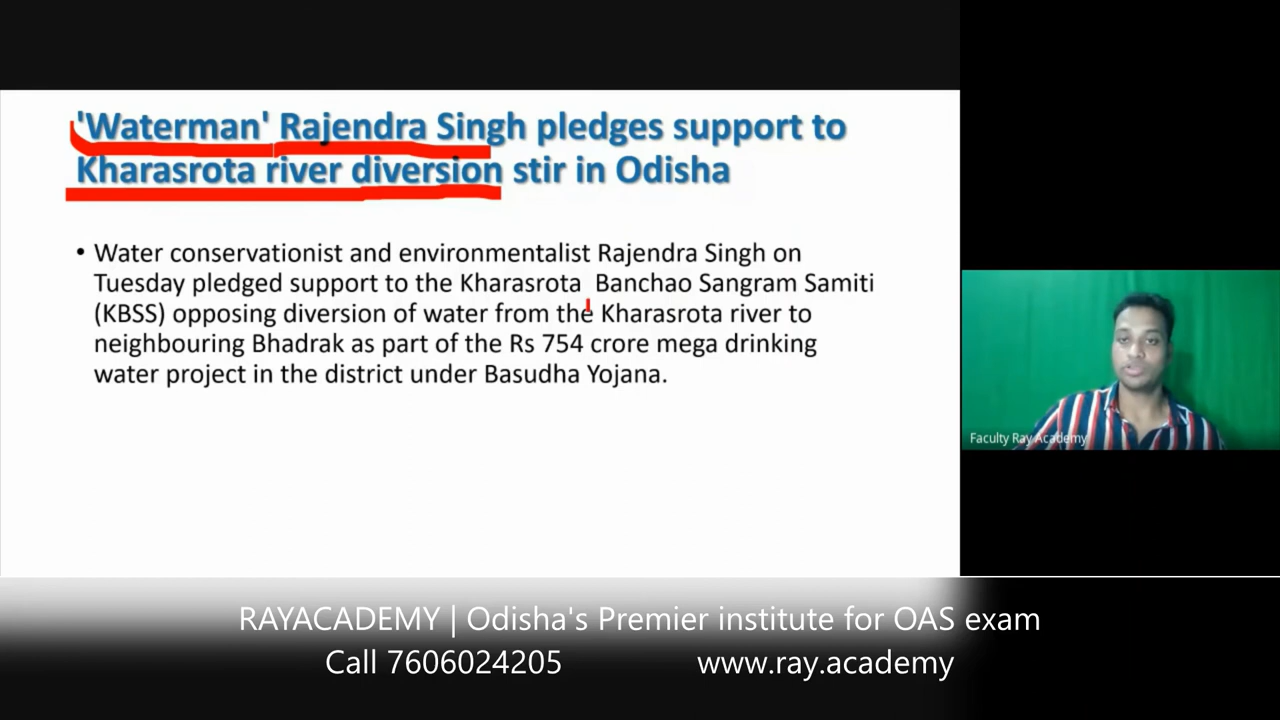 'Waterman' Rajendra Singh pledges support to
Kharasrota river diversion stir in Odisha
• Water conservationist and environmentalist Rajendra Singh on
Tuesday pledged support to the Kharasrota Banchao Sangram Samiti
(KBSS) opposing diversion of water from the Kharasrota river to
neighbouring Bhadrak as part of the Rs 754 crore mega drinking
water project in the district under Basudha Yojana.
Faculty Ray Academy
RAYACADEMY | Odisha's Premier institute for OAS exam
Call 7606024205 www.ray.academy